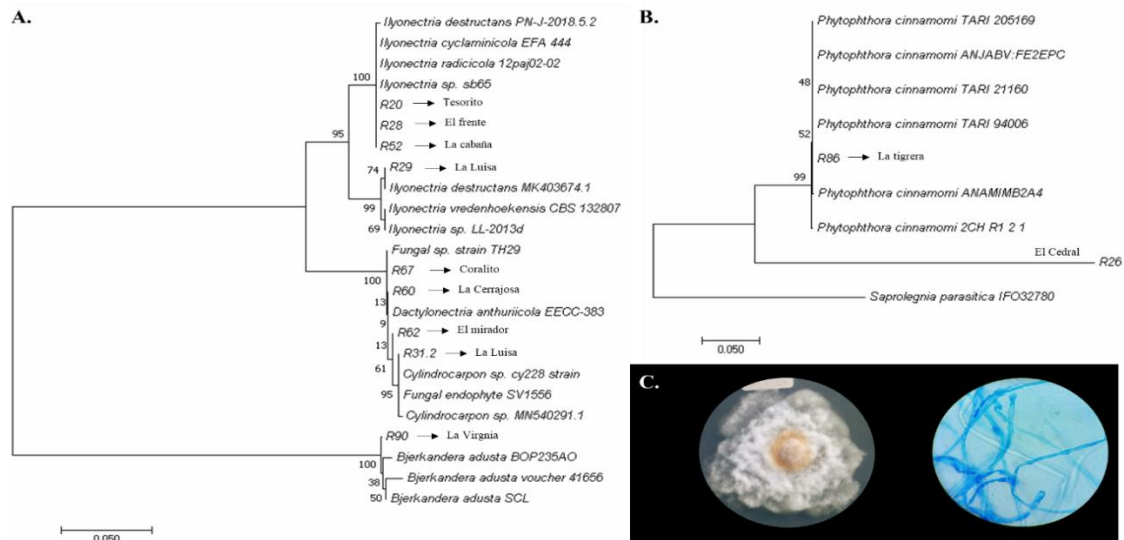 A.
Ilyonectria destructans PN-J-2018.5.2
Ilyonectria cyclaminicola EFA 444
Ilyonectria radicicola 12paj02-02
Ilyonectria sp. sb65
100
R20 → Tesorito
R28 → El frente
R52 → La cabaña
95
R29 → La Luisa
74
Ilyonectria destructans MK403674.1
99
Ilyonectria vredenhoekensis CBS 132807
69
Ilyonectria sp. LL-2013d
Fungal sp. strain TH29
R67 → Coralito
100
R60 → La Cerrajosa
13
Dactylonectria anthuriicola EECC-383
9
R62 → El mirador
13
R31.2 → La Luisa
61
Cylindrocarpon sp. cy228 strain
Fungal endophyte SV1556
95
Cylindrocarpon sp. MN540291.1
R90 → La Virgnia
100
Bjerkandera adusta BOP235AO
38
Bjerkandera adusta voucher 41656
50
Bjerkandera adusta SCL
0.050
B.
Phytophthora cinnamomi TARI 205169
Phytophthora cinnamomi ANJABV:FE2EPC
48
Phytophthora cinnamomi TARI 21160
Phytophthora cinnamomi TARI 94006
52
R86 → La tigrera
99
Phytophthora cinnamomi ANAMIMB2A4
Phytophthora cinnamomi 2CH R1 2 1
El Cedral
R26
Saprolegnia parasitica IFO32780
0.050
C.